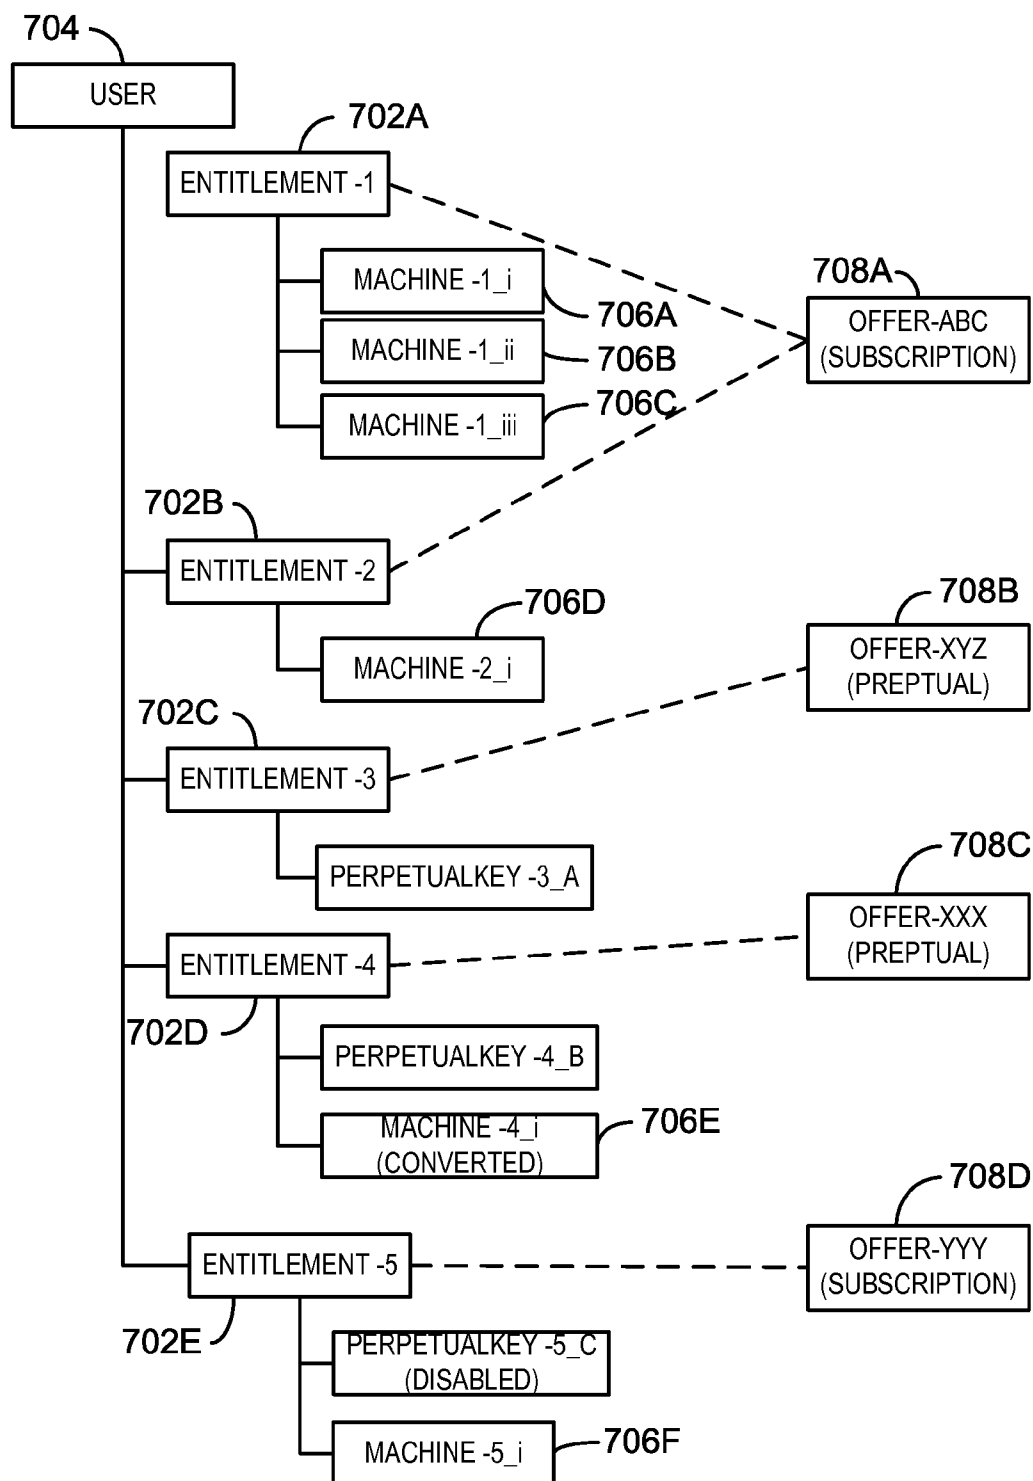 704
USER
702A
ENTITLEMENT -1
MACHINE -1_i
706A
MACHINE -1_ii
706B
MACHINE -1_iii
706C
708A
OFFER-ABC
(SUBSCRIPTION)
702B
ENTITLEMENT -2
706D
MACHINE -2_i
708B
OFFER-XYZ
(PREPTUAL)
702C
ENTITLEMENT -3
PERPETUALKEY -3_A
708C
OFFER-XXX
(PREPTUAL)
ENTITLEMENT -4
702D
PERPETUALKEY -4_B
MACHINE -4_i
(CONVERTED)
706E
708D
OFFER-YYY
(SUBSCRIPTION)
ENTITLEMENT -5
702E
PERPETUALKEY -5_C
(DISABLED)
MACHINE -5_i
706F